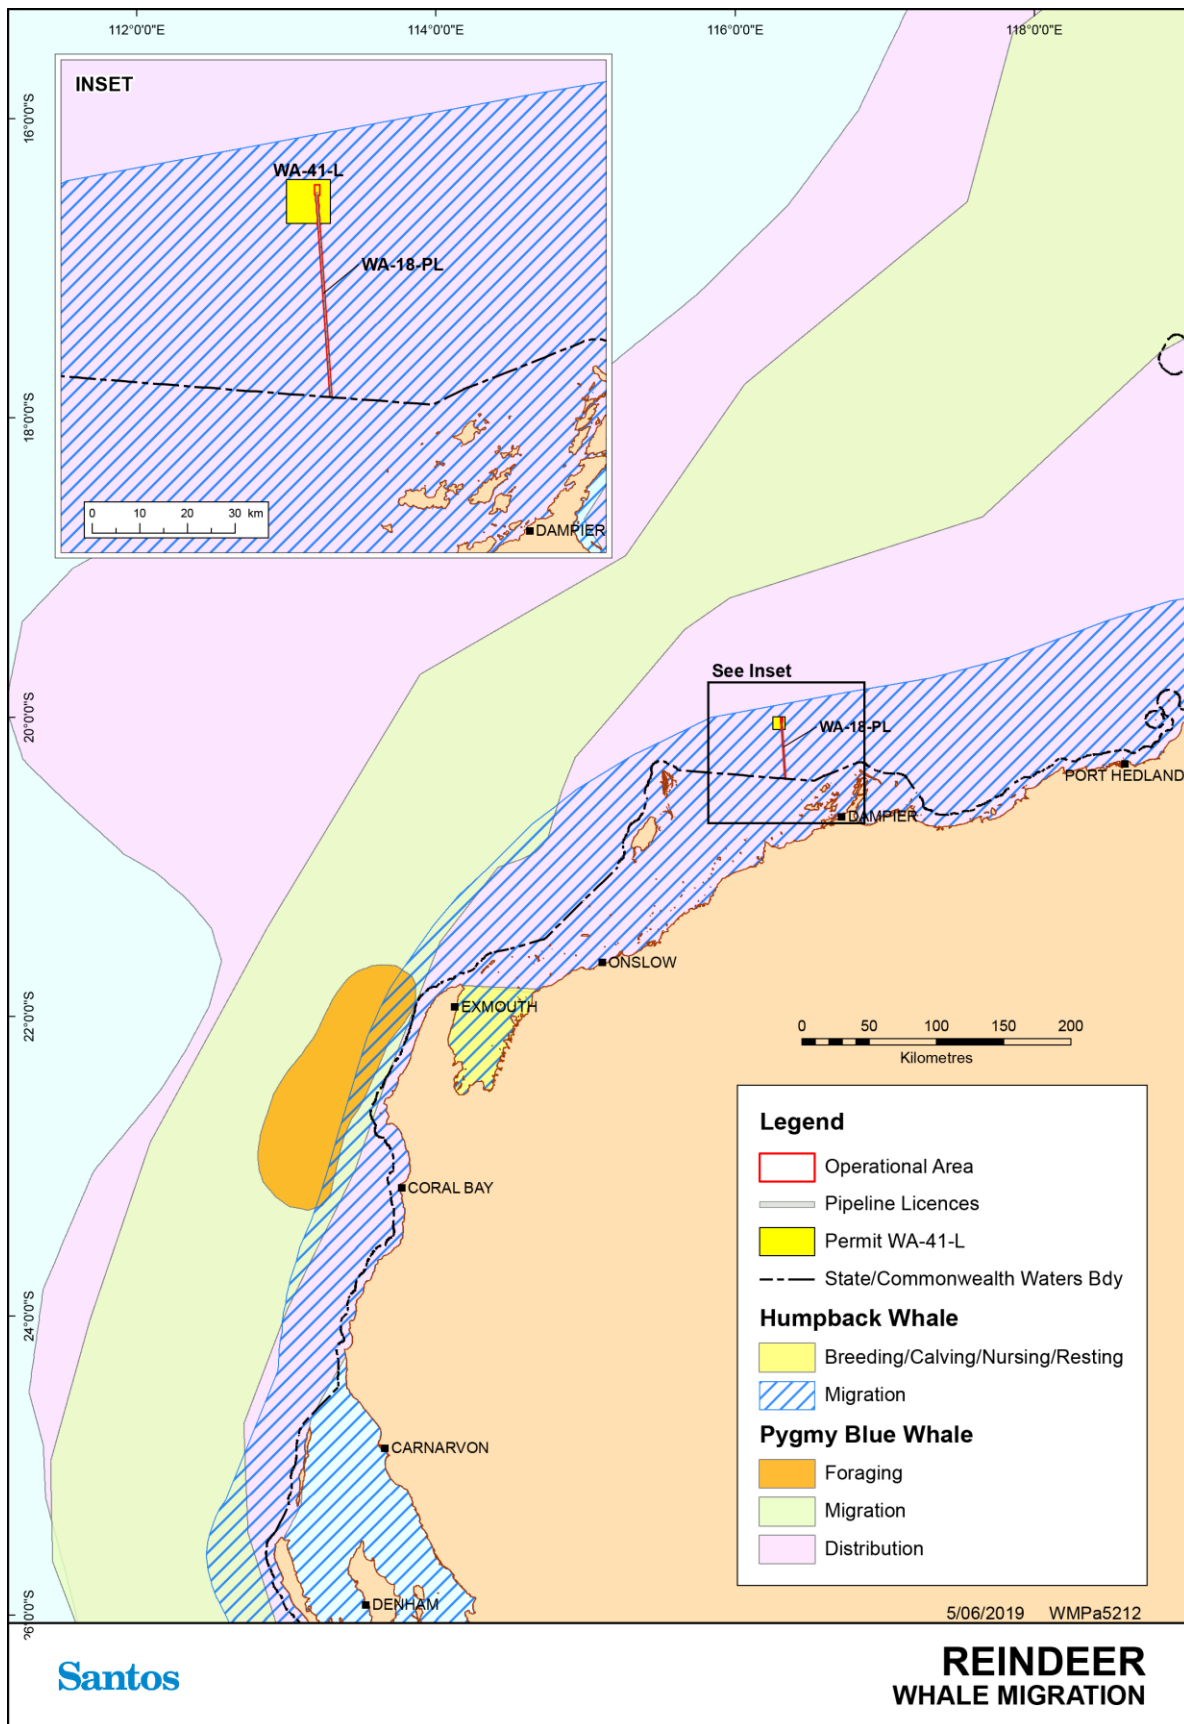 112°0'0"E
114°0'0"E
116°0'0"E
118°0'0"E
16°0'0"S
18°0'0"S
20°0'0"S
22°0'0"S
24°0'0"S
26°0'0"S
INSET
WA-41-L
WA-18-PL
0 10 20 30 km
DAMPIER
See Inset
WA-18-PL
PORT HEDLAND
DAMPIER
ONSLOW
EXMOUTH
CORAL BAY
CARNARVON
DENHAM
0 50 100 150 200
Kilometres
Legend
Operational Area
Pipeline Licences
Permit WA-41-L
State/Commonwealth Waters Bdy
Humpback Whale
Breeding/Calving/Nursing/Resting
Migration
Pygmy Blue Whale
Foraging
Migration
Distribution
5/06/2019 WMPa5212
Santos
REINDEER
WHALE MIGRATION